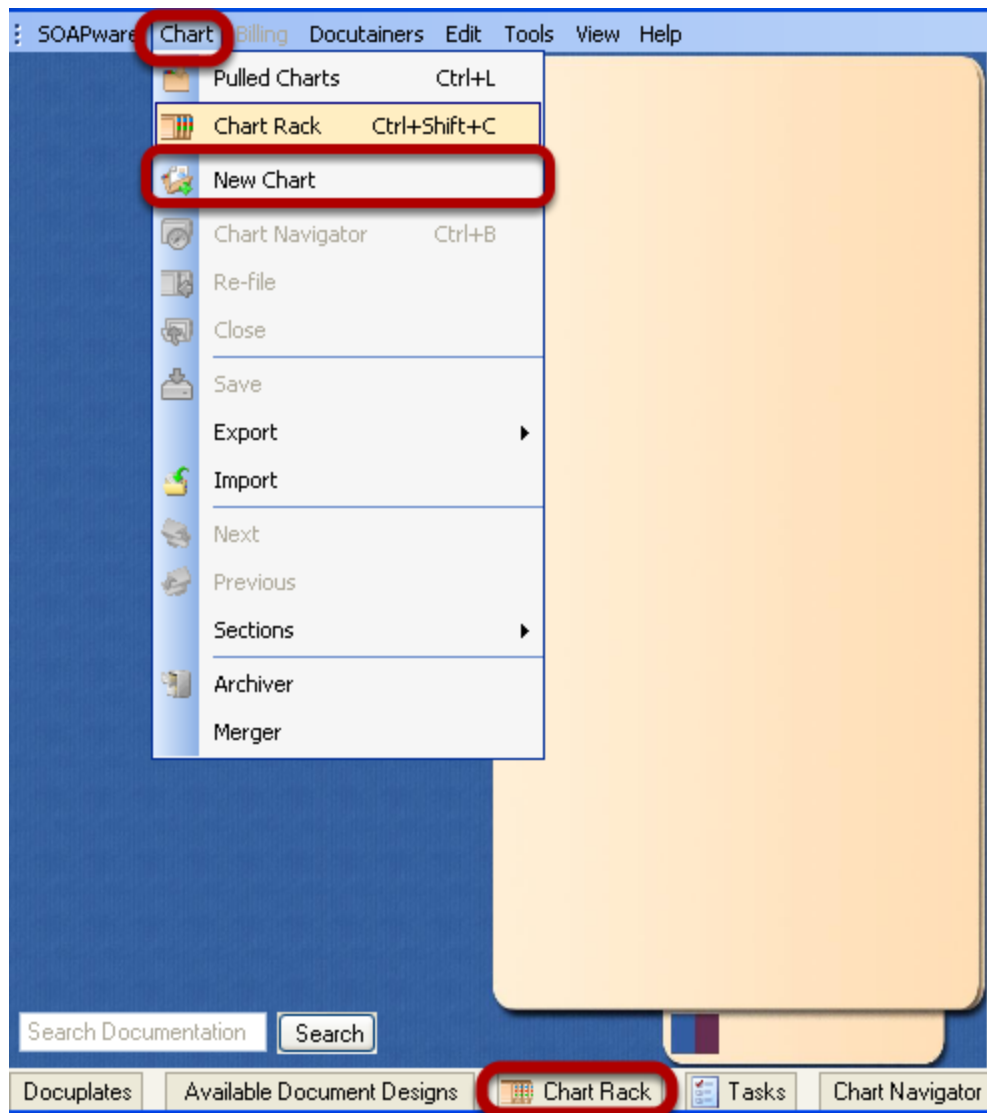 SOAPware Chart Billing Docutainers Edit Tools View Help
Pulled Charts Ctrl+L
Chart Rack Ctrl+Shift+C
New Chart
Chart Navigator Ctrl+B
Re-file
Close
Save
Export
Import
Next
Previous
Sections
Archiver
Merger
Search Documentation Search
Docuplates Available Document Designs Chart Rack Tasks Chart Navigator